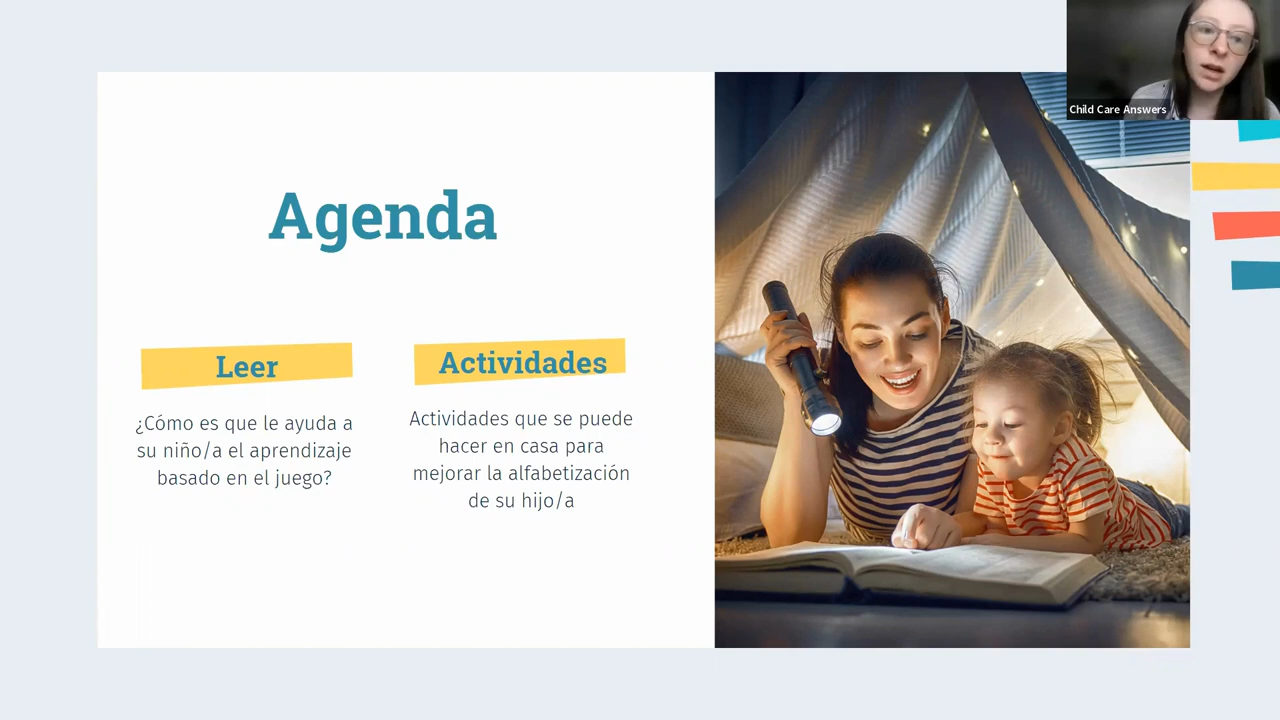 Child Care Answers
Agenda
Leer
¿Cómo es que le ayuda a
su niño/a el aprendizaje
basado en el juego?
Actividades
Actividades que se puede
hacer en casa para
mejorar la alfabetización
de su hijo/a